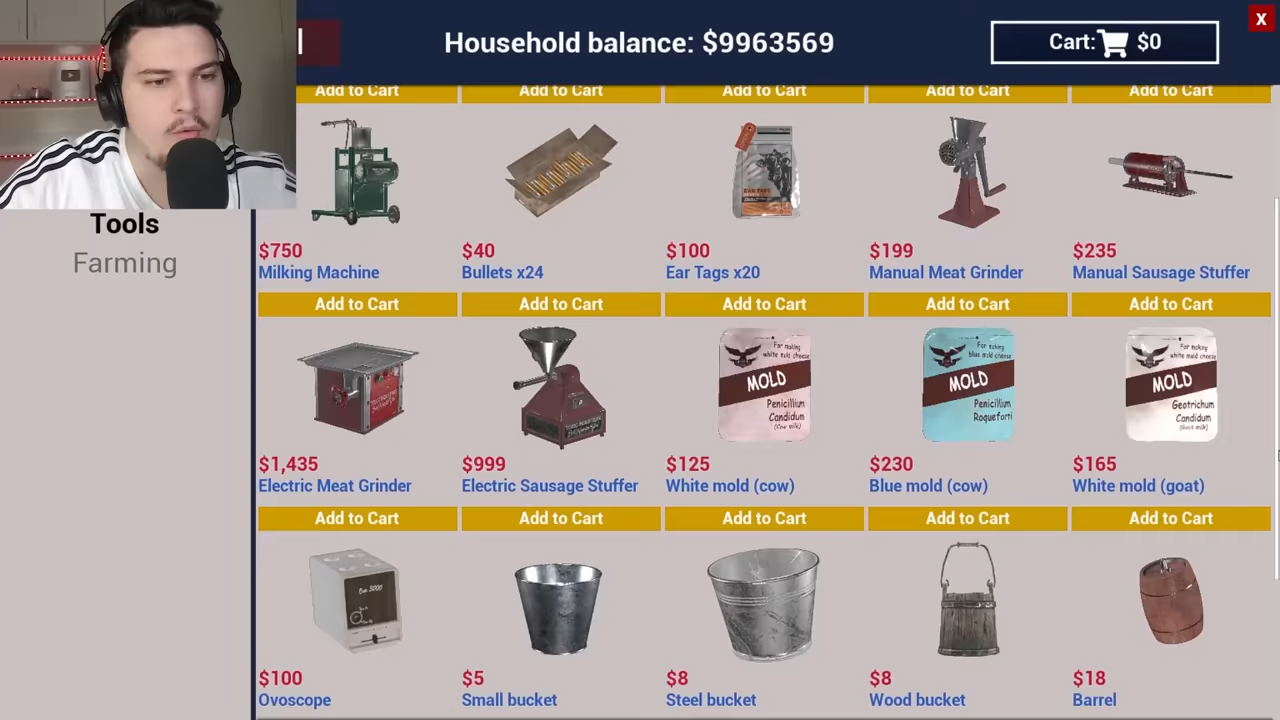 Household balance: $9963569
Cart: $0
X
Tools
Farming
Add to Cart
Add to Cart
Add to Cart
Add to Cart
Add to Cart
$750
Milking Machine
$40
Bullets x24
EAR TAGS
$100
Ear Tags x20
$199
Manual Meat Grinder
$235
Manual Sausage Stuffer
Add to Cart
Add to Cart
Add to Cart
Add to Cart
Add to Cart
$1,435
Electric Meat Grinder
$999
Electric Sausage Stuffer
For making
white mold cheese
MOLD
Penicillium
Candidum
(Cow milk)
$125
White mold (cow)
For making
blue mold cheese
MOLD
Penicillium
Roqueforti
$230
Blue mold (cow)
For making
white mold cheese
MOLD
Geotrichum
Candidum
(Goat milk)
$165
White mold (goat)
Add to Cart
Add to Cart
Add to Cart
Add to Cart
Add to Cart
$100
Ovoscope
$5
Small bucket
$8
Steel bucket
$8
Wood bucket
$18
Barrel